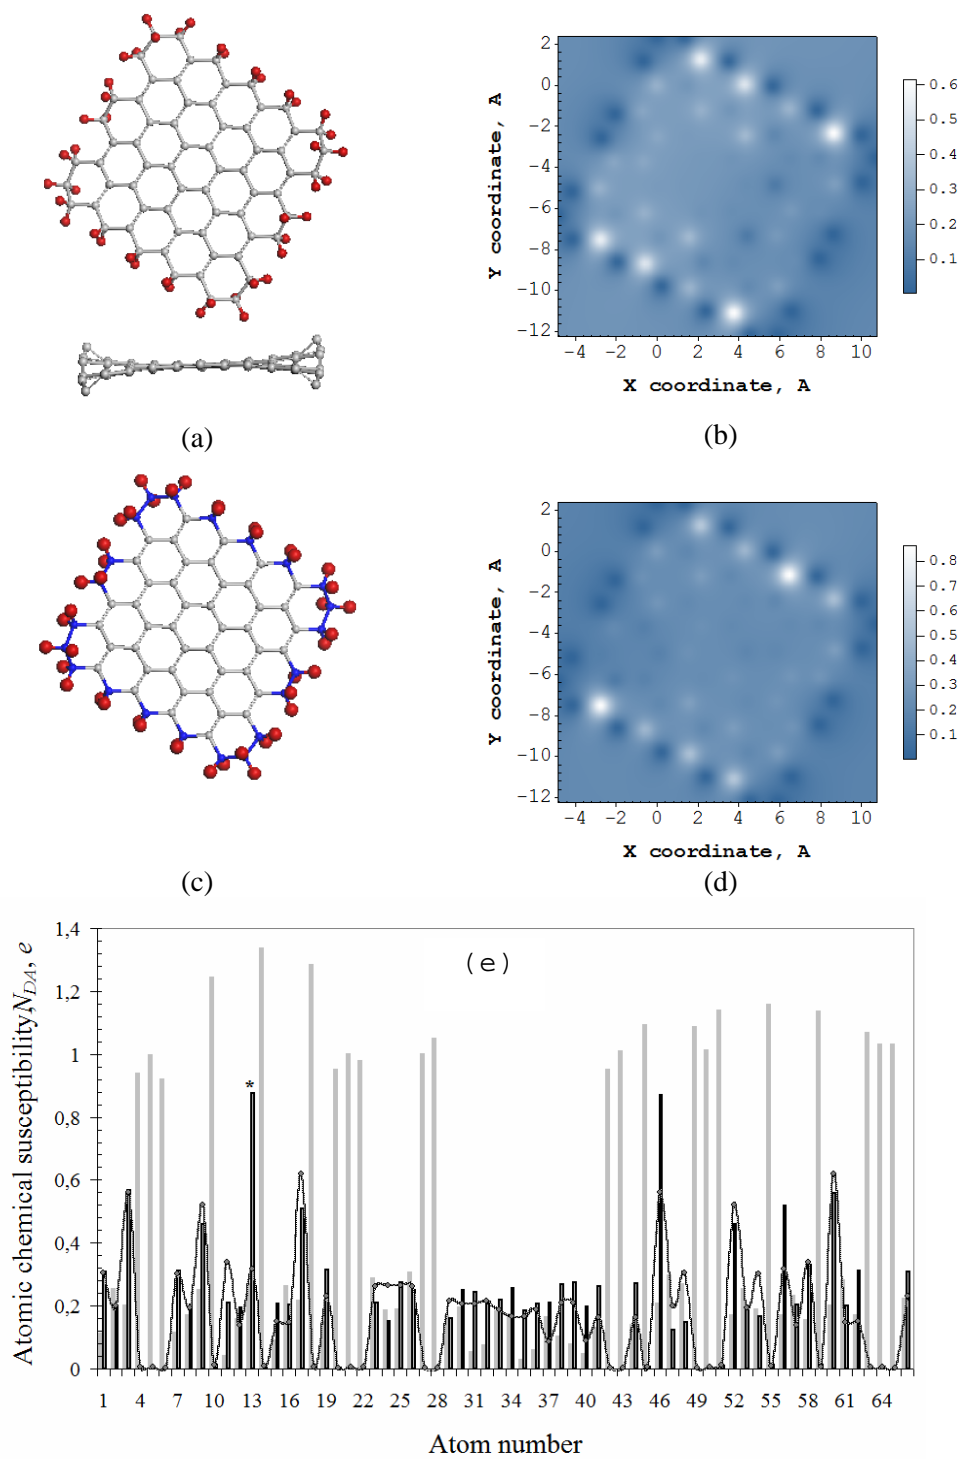 2
0
-2
-4
-6
-8
-10
-12
Y coordinate, A
-4 -2 0 2 4 6 8 10
X coordinate, A
0.6
0.5
0.4
0.3
0.2
0.1
(a)
(b)
2
0
-2
-4
-6
-8
-10
-12
Y coordinate, A
-4 -2 0 2 4 6 8 10
X coordinate, A
0.8
0.7
0.6
0.5
0.4
0.3
0.2
0.1
(c)
(d)
Atomic chemical susceptibility N_DA, e
1,4
1,2
1
0,8
0,6
0,4
0,2
0
(e)
*
1 4 7 10 13 16 19 22 25 28 31 34 37 40 43 46 49 52 55 58 61 64
Atom number